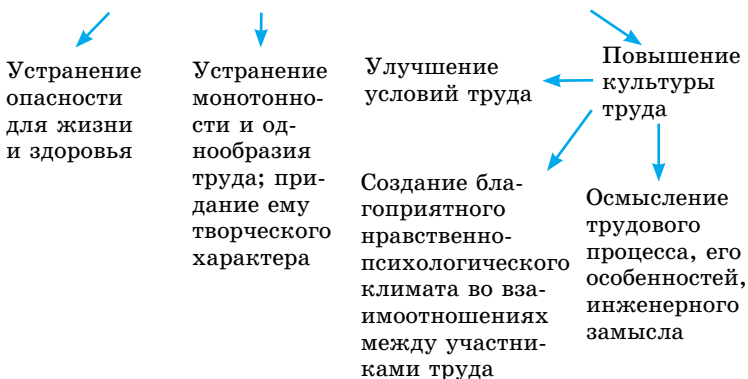 Устранение
опасности
для жизни
и здоровья
Устранение
монотонно-
сти и од-
нообразия
труда; при-
дание ему
творческого
характера
Улучшение
условий труда
Повышение
культуры
труда
Создание бла-
гоприятного
нравственно-
психологического
климата во вза-
имоотношениях
между участни-
ками труда
Осмысление
трудового
процесса, его
особенностей,
инженерного
замысла